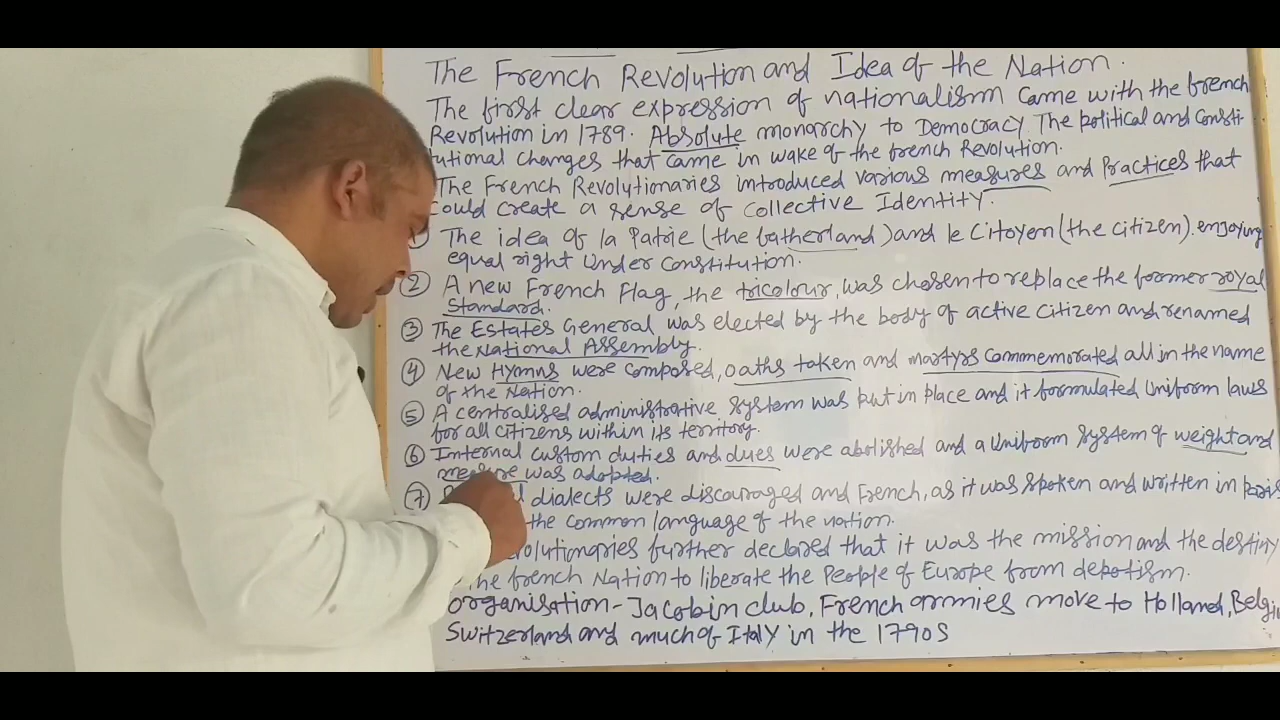 The French Revolution and Idea of the Nation.
The first clear expression of nationalism came with the french
Revolution in 1789. Absolute monarchy to Democracy The political and Consti-
tutional changes that came in wake of the french Revolution.
The French Revolutionaries introduced various measures and Practices that
could create a sense of collective Identity.
① The idea of la Patrie (the fatherland) and le Citoyen (the citizen). enjoying
equal right under constitution.
② A new French Flag, the tricolour, was chosen to replace the former royal
Standard.
③ The Estates General was elected by the body of active citizen and renamed
the National Assembly.
④ New Hymns were composed, oaths taken and martyrs commemorated all in the name
of the Nation.
⑤ A centralised administrative system was put in place and it formulated Uniform laws
for all citizens within its territory.
⑥ Internal custom duties and dues were abolished and a Uniform system of weight and
measure was adopted.
⑦ dialects were discouraged and French, as it was spoken and written in
the common language of the nation.
further declared that it was the mission and the destiny
the french Nation to liberate the People of Europe from depotism.
Organisation - Jacobin club, French armies move to Holland,
Switzerland and much of Italy in the 1790s